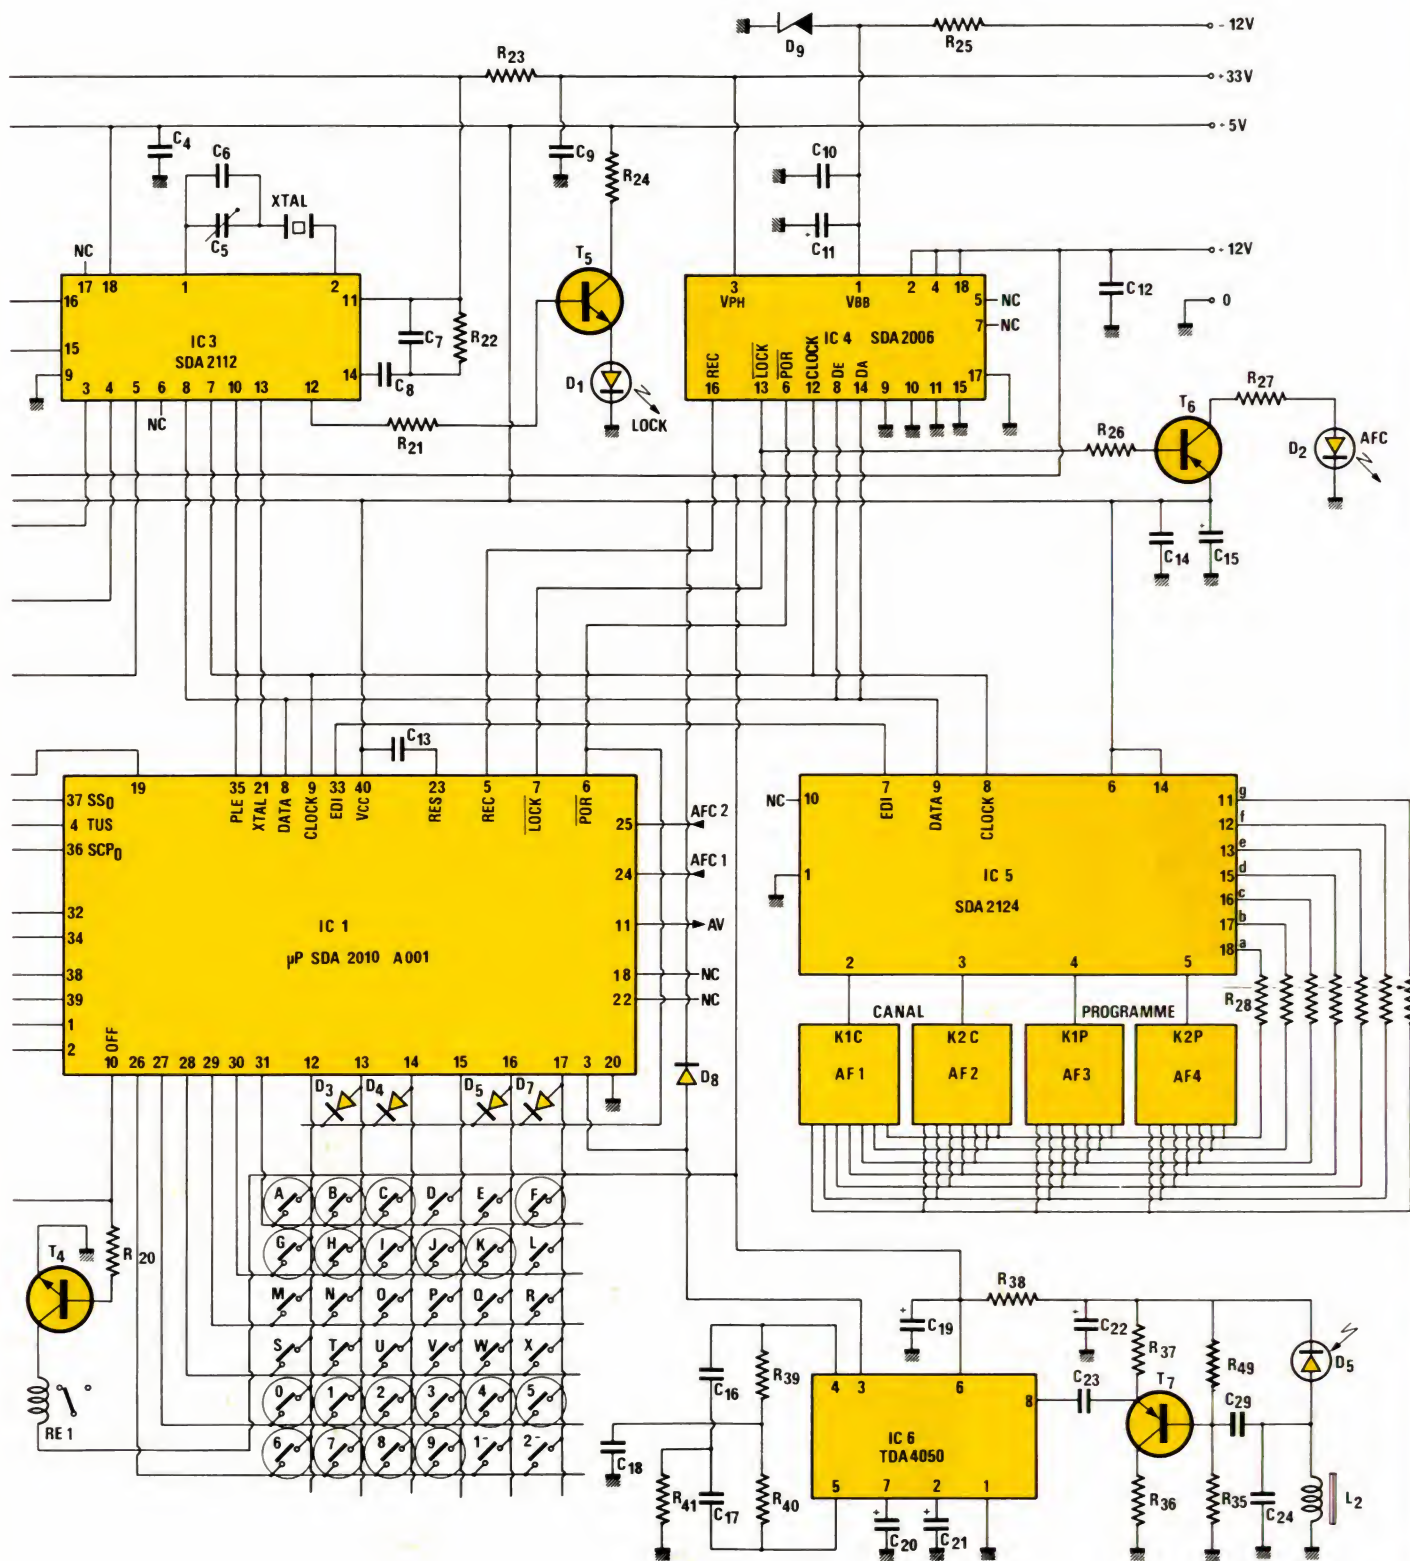 D9
R25
- 12V
R23
+33V
+5V
C4
C6
C9
R24
C10
XTAL
C5
C11
NC
T5
- 12V
17 18 1 2
3 1 2 4 18
C12
16
11
VPH VBB
5 NC
0
IC 3
SDA 2112
C7
R22
IC 4 SDA 2006
7 NC
15
9
14
C8
REC LOCK POR CLOCK DE DA
17
3 4 5 6 8 7 10 13 12
D1
16 13 6 12 8 14 9 10 11 15
R27
T6
NC
LOCK
R21
R26
D2
AFC
C14
C15
C13
19 35 21 8 9 33 40 23 5 7 6
7 9 8 6 14
37 SS0
PLE XTAL DATA CLOCK EDI VCC RES REC LOCK POR
NC 10
EDI DATA CLOCK
11 g
4 TUS
25
AFC 2
12 f
36 SCP0
13 e
24
AFC 1
1
IC 5
15 d
SDA 2124
16 c
32
IC 1
11
AV
17 b
34
µP SDA 2010 A001
18 a
38
18 NC
2 3 4 5
39
22 NC
R28
1
CANAL PROGRAMME
2
OFF
K1C K2C K1P K2P
10 26 27 28 29 30 31 12 13 14 15 16 17 3 20
AF1 AF2 AF3 AF4
D3 D4 D5 D7
D8
A B C D E F
T4
R20
G H I J K L
M N O P Q R
R38
C19
C22
R37
R49
D5
S T U V W X
C16
R39
4 3 6
C23
T7
C29
8
0 1 2 3 4 5
RE 1
IC 6
TDA4050
6 7 8 9 1- 2-
C18
R41
C17
R40
5 7 2 1
R36
R35
C24
L2
C20
C21